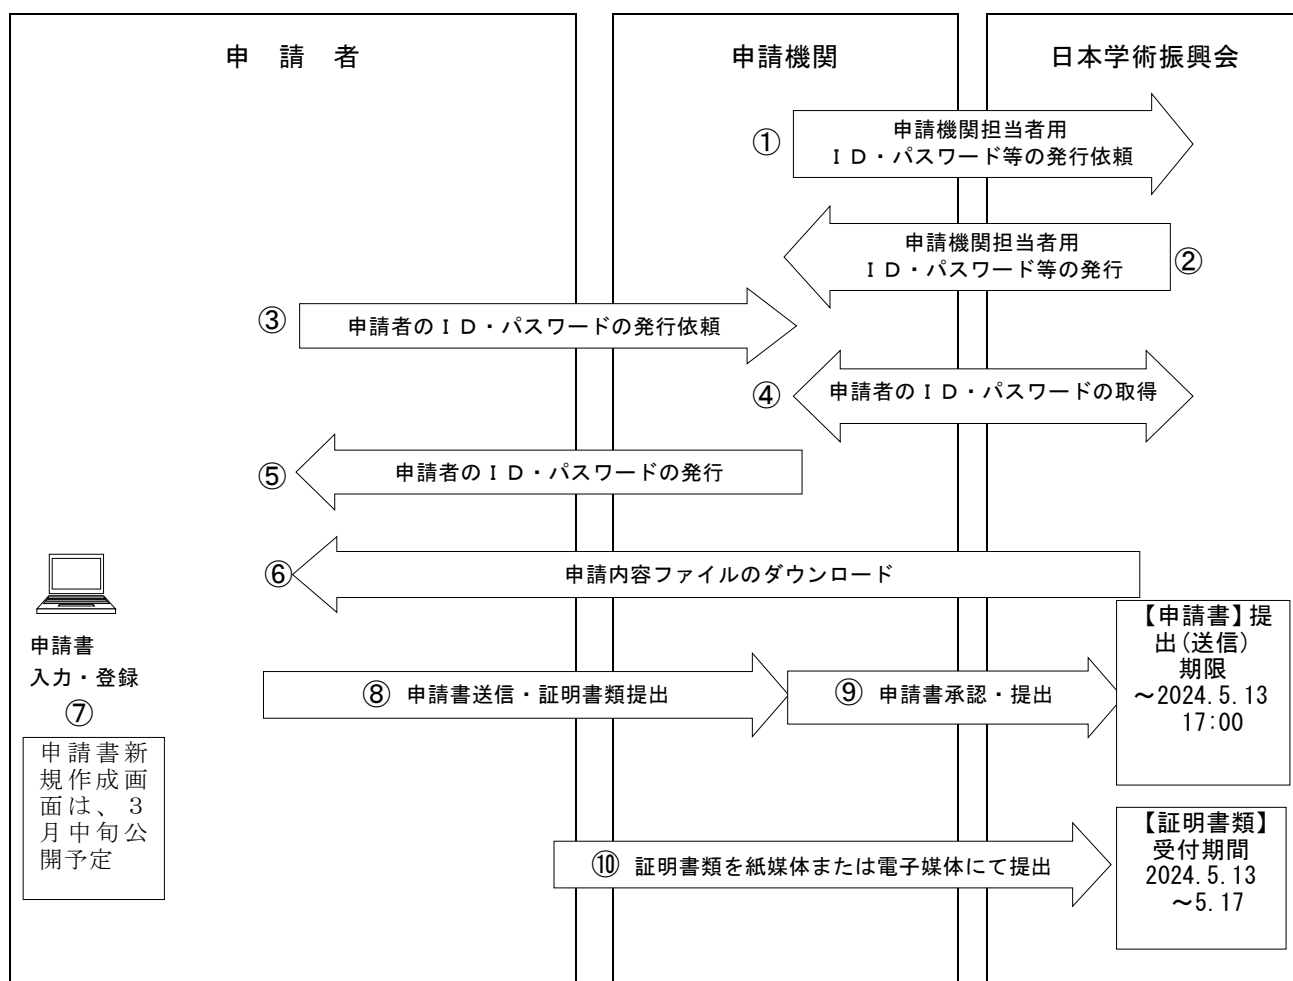 申　請　者
申請機関
日本学術振興会
①
申請機関担当者用
ＩＤ・パスワード等の発行依頼
申請機関担当者用
ＩＤ・パスワード等の発行
②
③
申請者のＩＤ・パスワードの発行依頼
④
申請者のＩＤ・パスワードの取得
⑤
申請者のＩＤ・パスワードの発行
⑥
申請内容ファイルのダウンロード
申請書
入力・登録
⑦
申請書新
規作成画
面は、３
月中旬公
開予定
⑧ 申請書送信・証明書類提出
⑨ 申請書承認・提出
【申請書】提
出(送信)
期限
～2024.5.13
17:00
⑩ 証明書類を紙媒体または電子媒体にて提出
【証明書類】
受付期間
2024.5.13
～5.17